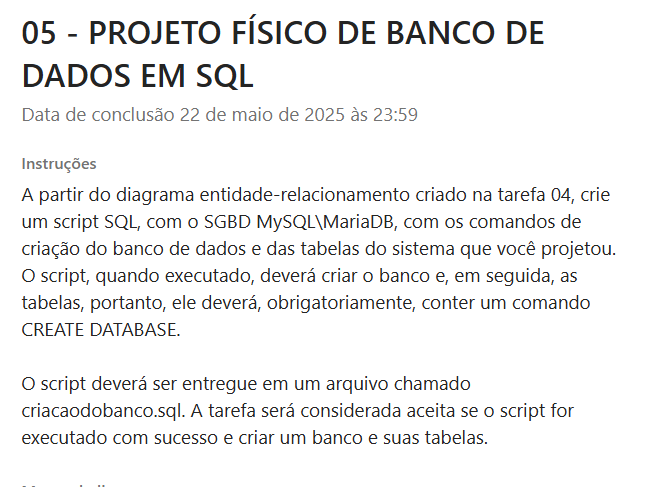 05 - PROJETO FÍSICO DE BANCO DE
DADOS EM SQL
Data de conclusão 22 de maio de 2025 às 23:59
Instruções
A partir do diagrama entidade-relacionamento criado na tarefa 04, crie
um script SQL, com o SGBD MySQL\MariaDB, com os comandos de
criação do banco de dados e das tabelas do sistema que você projetou.
O script, quando executado, deverá criar o banco e, em seguida, as
tabelas, portanto, ele deverá, obrigatoriamente, conter um comando
CREATE DATABASE.
O script deverá ser entregue em um arquivo chamado
criacaodobanco.sql. A tarefa será considerada aceita se o script for
executado com sucesso e criar um banco e suas tabelas.